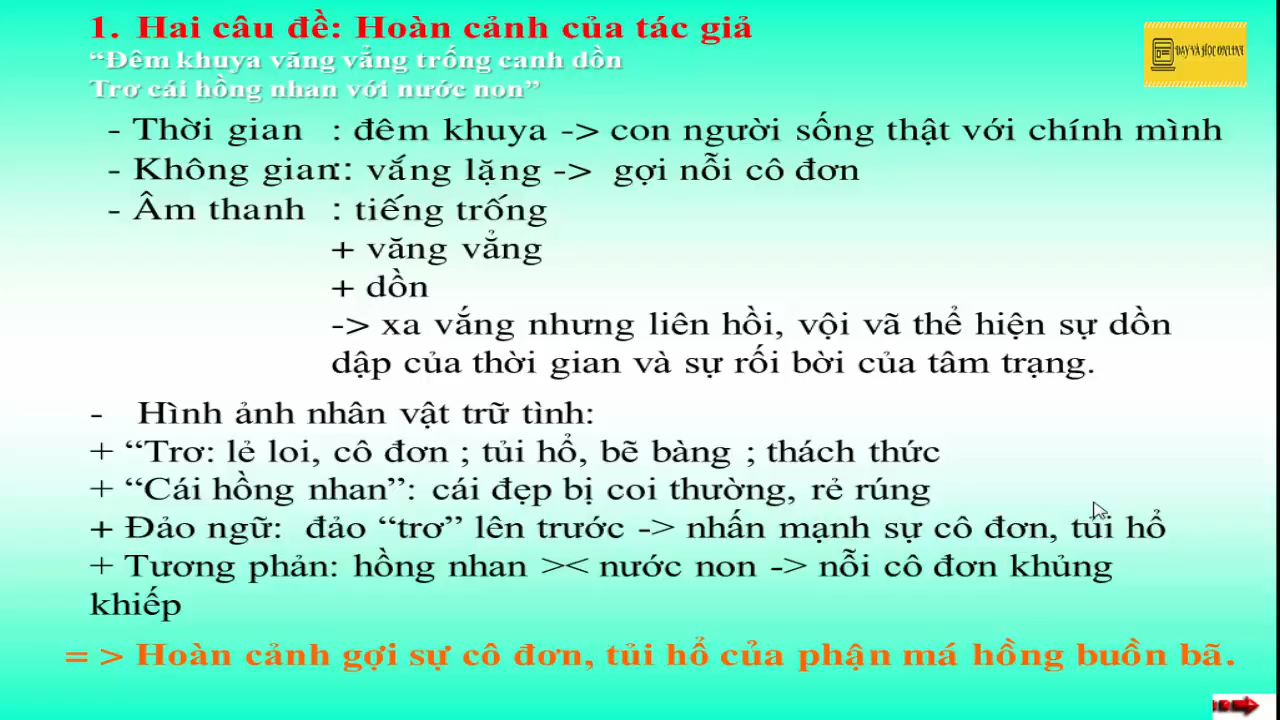 1. Hai câu đề: Hoàn cảnh của tác giả
“Đêm khuya văng vẳng trống canh dồn
Trơ cái hồng nhan với nước non”
DẠY VÀ HỌC ONLINE
- Thời gian : đêm khuya -> con người sống thật với chính mình
- Không gian:: vắng lặng -> gợi nỗi cô đơn
- Âm thanh : tiếng trống
+ văng vẳng
+ dồn
-> xa vắng nhưng liên hồi, vội vã thể hiện sự dồn
dập của thời gian và sự rối bời của tâm trạng.
- Hình ảnh nhân vật trữ tình:
+ “Trơ: lẻ loi, cô đơn ; tủi hổ, bẽ bàng ; thách thức
+ “Cái hồng nhan”: cái đẹp bị coi thường, rẻ rúng
+ Đảo ngữ: đảo “trơ” lên trước -> nhấn mạnh sự cô đơn, tủi hổ
+ Tương phản: hồng nhan >< nước non -> nỗi cô đơn khủng
khiếp
= > Hoàn cảnh gợi sự cô đơn, tủi hổ của phận má hồng buồn bã.